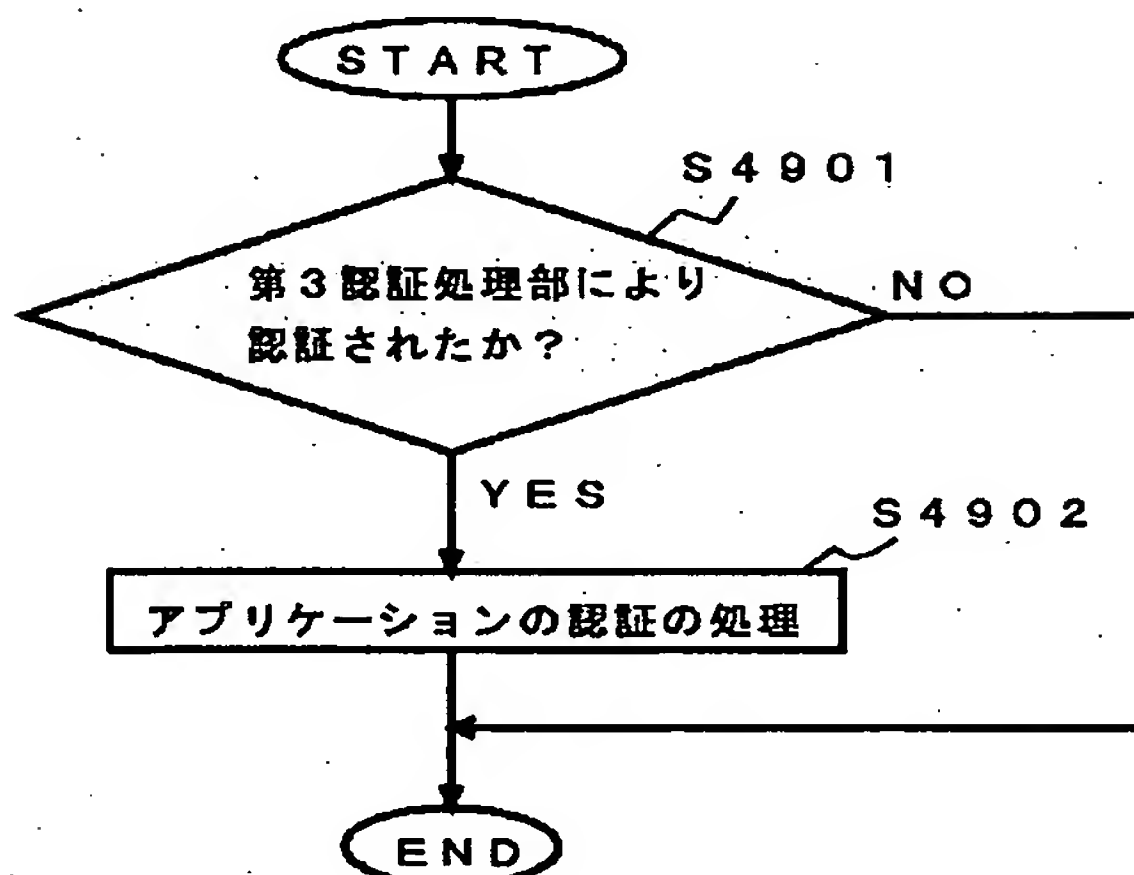 START
S4901
第3認証処理部により
認証されたか？
NO
YES
S4902
アプリケーションの認証の処理
END